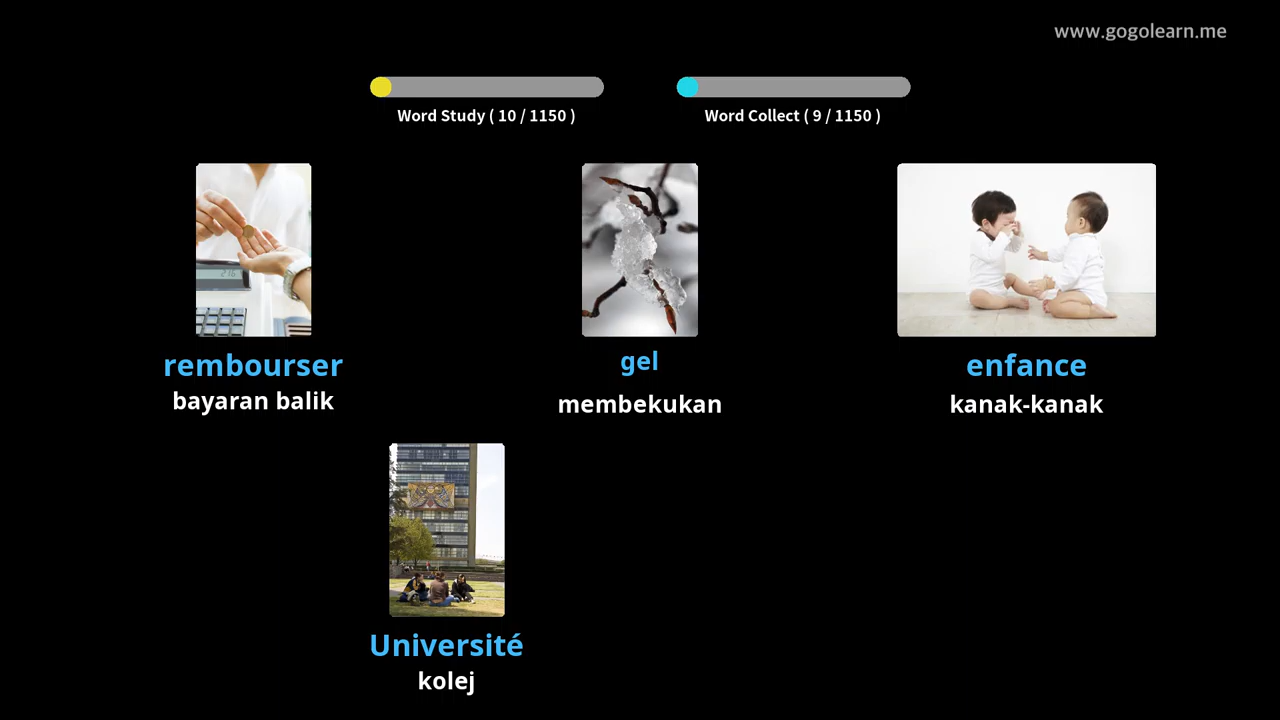 www.gogolearn.me
Word Study ( 10 / 1150 )
Word Collect ( 9 / 1150 )
rembourser
bayaran balik
gel
membekukan
enfance
kanak-kanak
Université
kolej